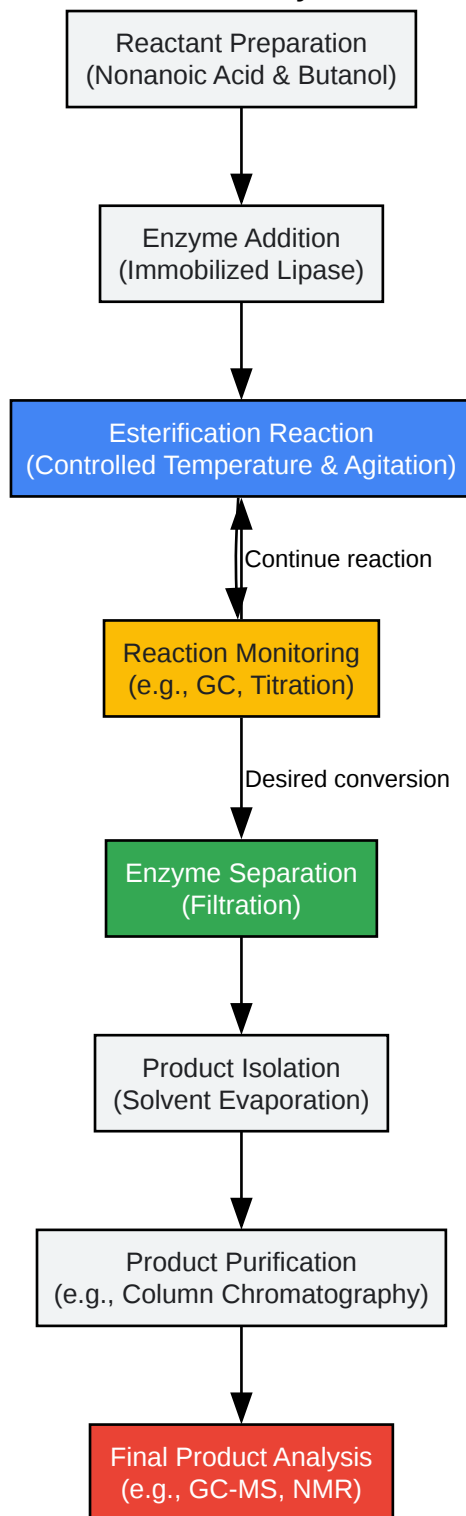 Reactant Preparation
(Nonanoic Acid & Butanol)
Enzyme Addition
(Immobilized Lipase)
Esterification Reaction
(Controlled Temperature & Agitation)
Continue reaction
Reaction Monitoring
(e.g., GC, Titration)
Desired conversion
Enzyme Separation
(Filtration)
Product Isolation
(Solvent Evaporation)
Product Purification
(e.g., Column Chromatography)
Final Product Analysis
(e.g., GC-MS, NMR)